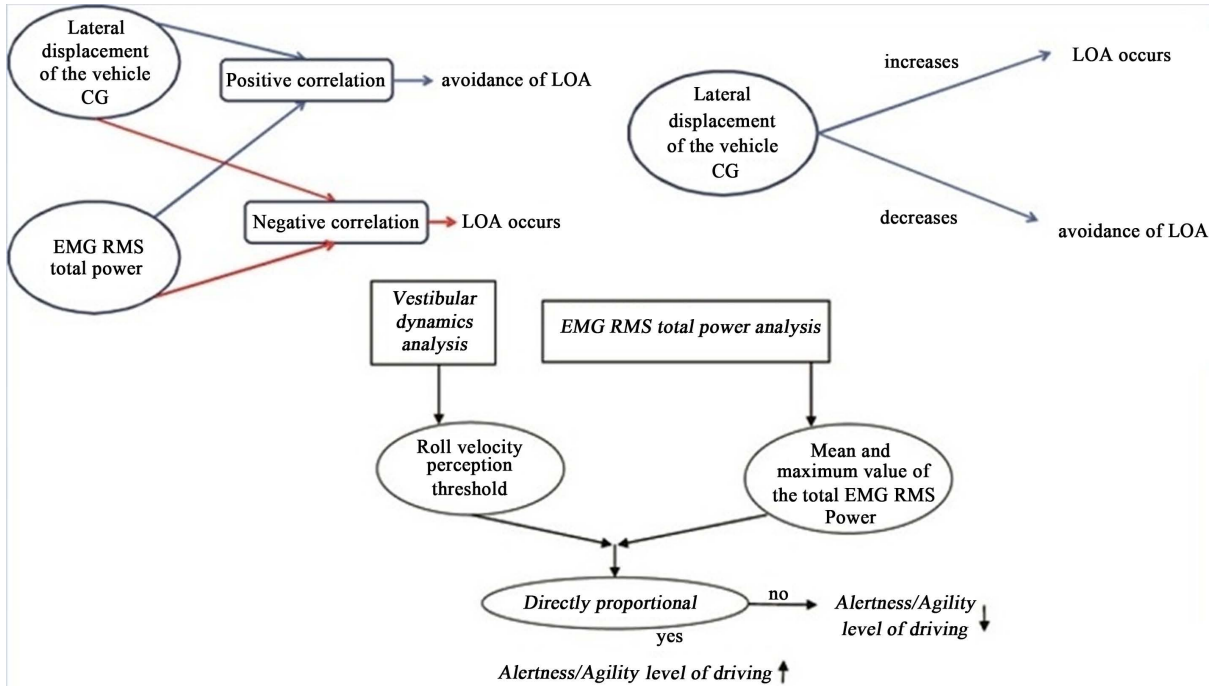 Lateral
displacement
of the vehicle
CG
Positive correlation
avoidance of LOA
EMG RMS
total power
Negative correlation
LOA occurs
Lateral
displacement
of the vehicle
CG
increases
LOA occurs
decreases
avoidance of LOA
Vestibular
dynamics
analysis
EMG RMS total power analysis
Roll velocity
perception
threshold
Mean and
maximum value of
the total EMG RMS
Power
Directly proportional
no
Alertness/Agility
level of driving
yes
Alertness/Agility level of driving